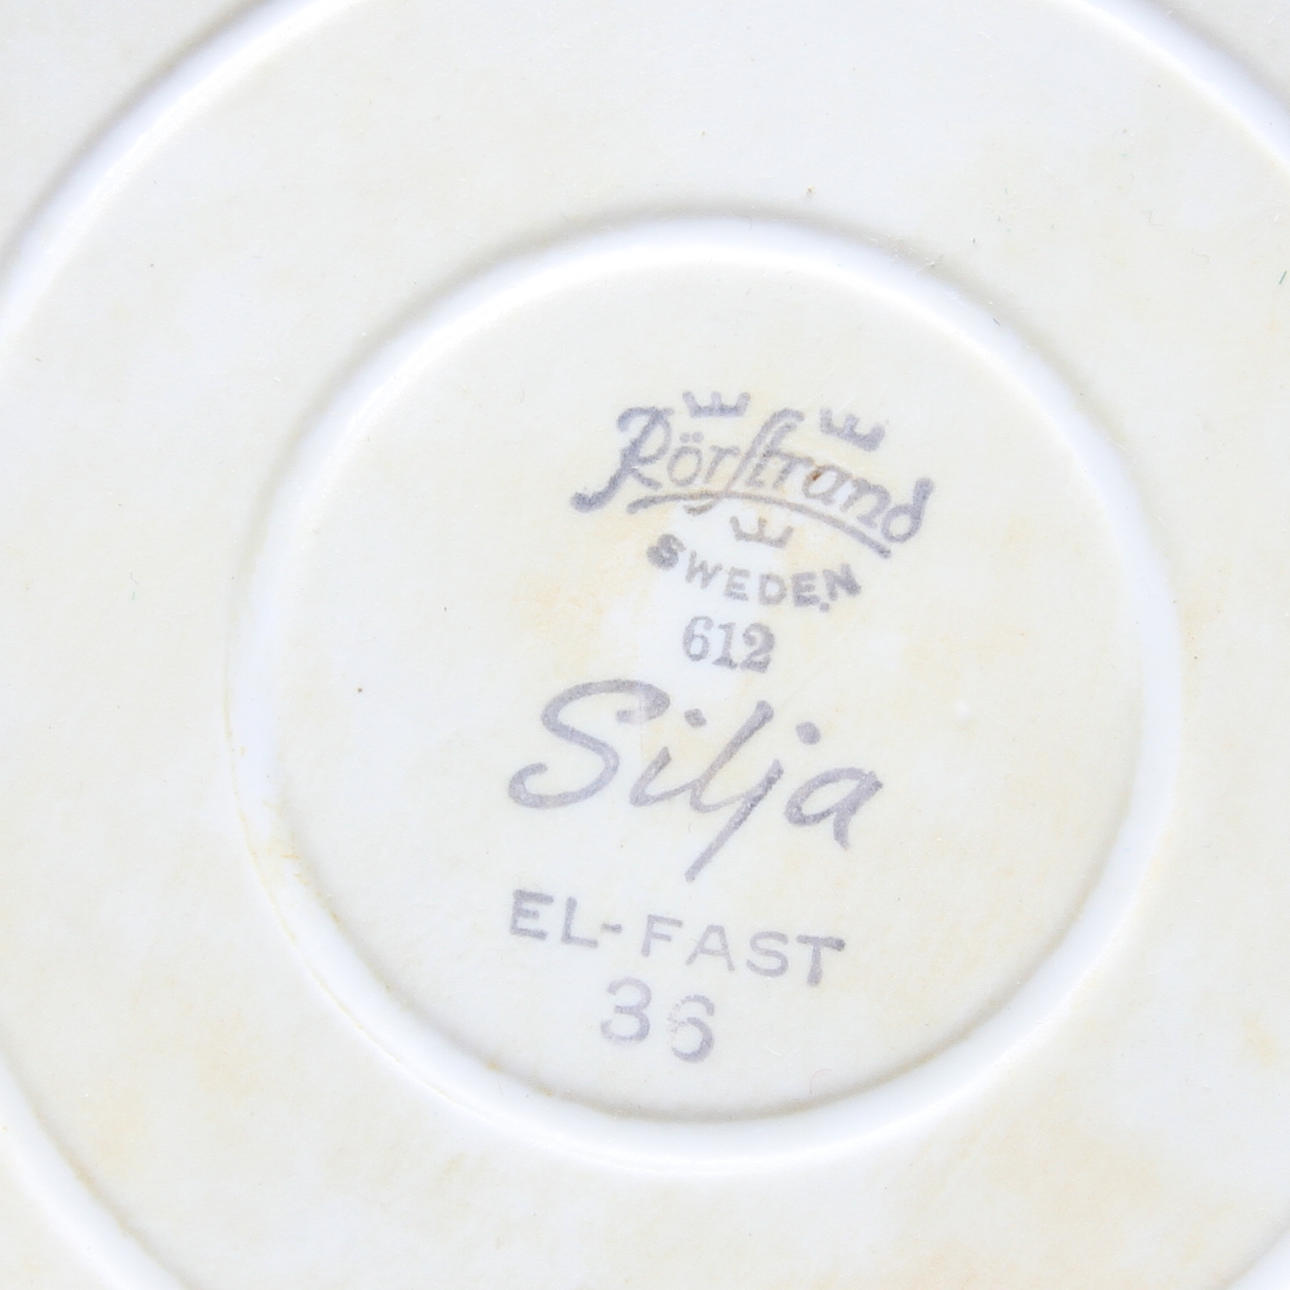 Rörstrand
SWEDEN
612
Silja
EL-FAST
36